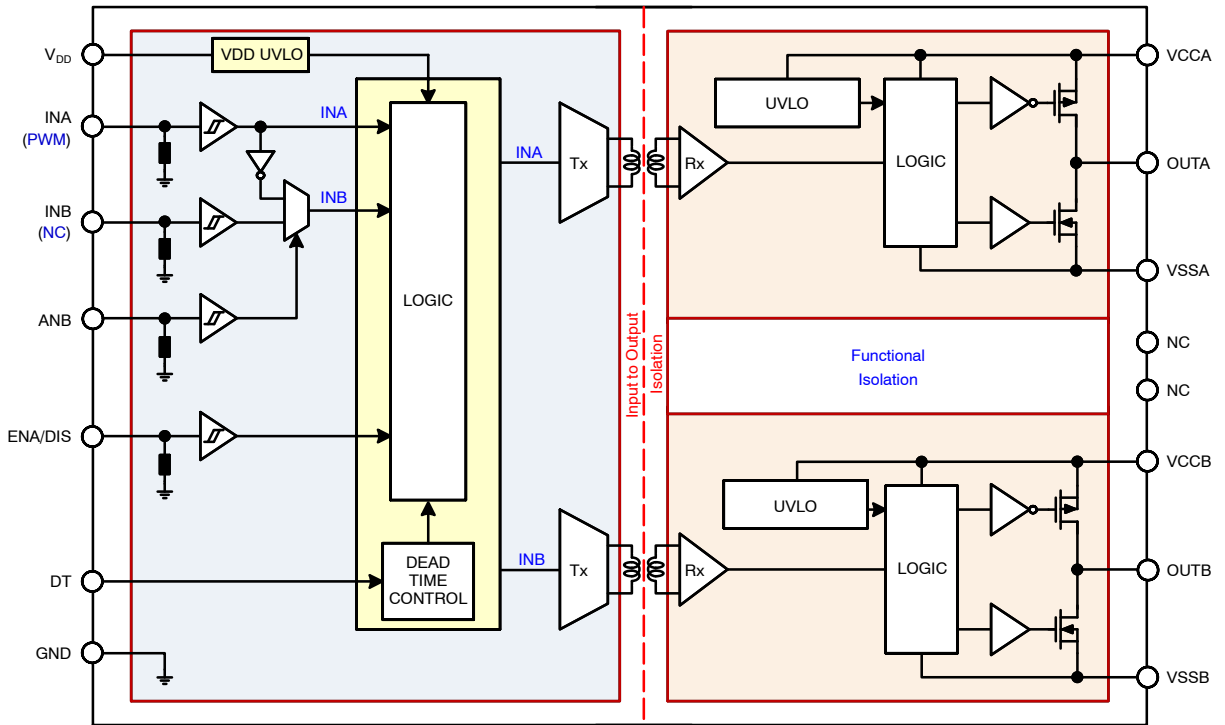 VDD
VDD UVLO
INA
(PWM)
INA
INB
(NC)
INB
ANB
ENA/DIS
LOGIC
DT
DEAD
TIME
CONTROL
GND
INA
Tx
INB
Tx
Input to Output
Isolation
Rx
UVLO
LOGIC
VCCA
OUTA
VSSA
NC
NC
Functional
Isolation
Rx
UVLO
LOGIC
VCCB
OUTB
VSSB